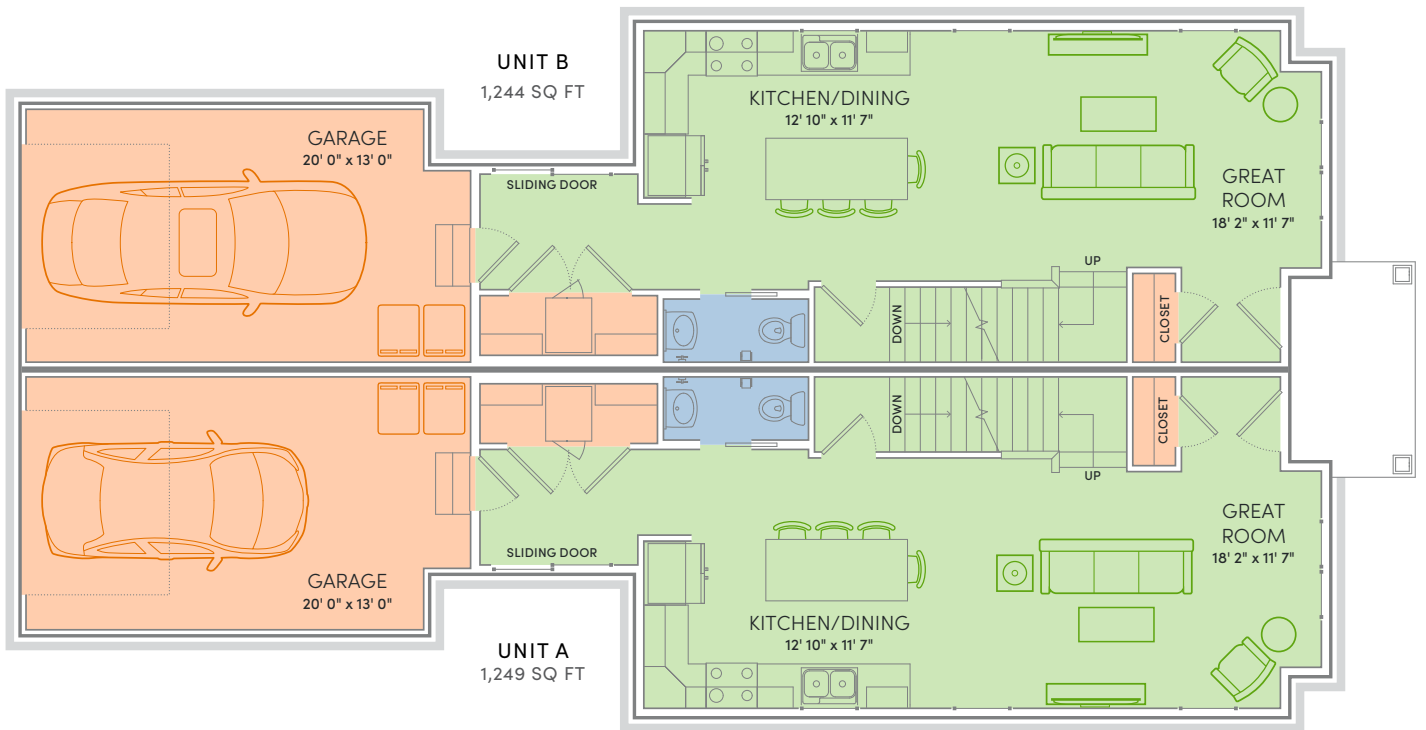 UNIT B
1,244 SQ FT
KITCHEN/DINING
12' 10" x 11' 7"
GARAGE
20' 0" x 13' 0"
SLIDING DOOR
GREAT
ROOM
18' 2" x 11' 7"
UP
DOWN
CLOSET
DOWN
CLOSET
UP
GREAT
ROOM
18' 2" x 11' 7"
SLIDING DOOR
GARAGE
20' 0" x 13' 0"
KITCHEN/DINING
12' 10" x 11' 7"
UNIT A
1,249 SQ FT